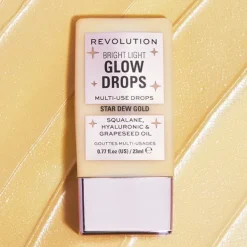 REVOLUTION
BRIGHT LIGHT
GLOW
DROPS
MULTI-USE DROPS
STAR DEW GOLD
SQUALANE,
HYALURONIC &
GRAPESEED OIL
GOUTTES MULTI-USAGES
0.77 fl.oz (US) / 23ml ℮